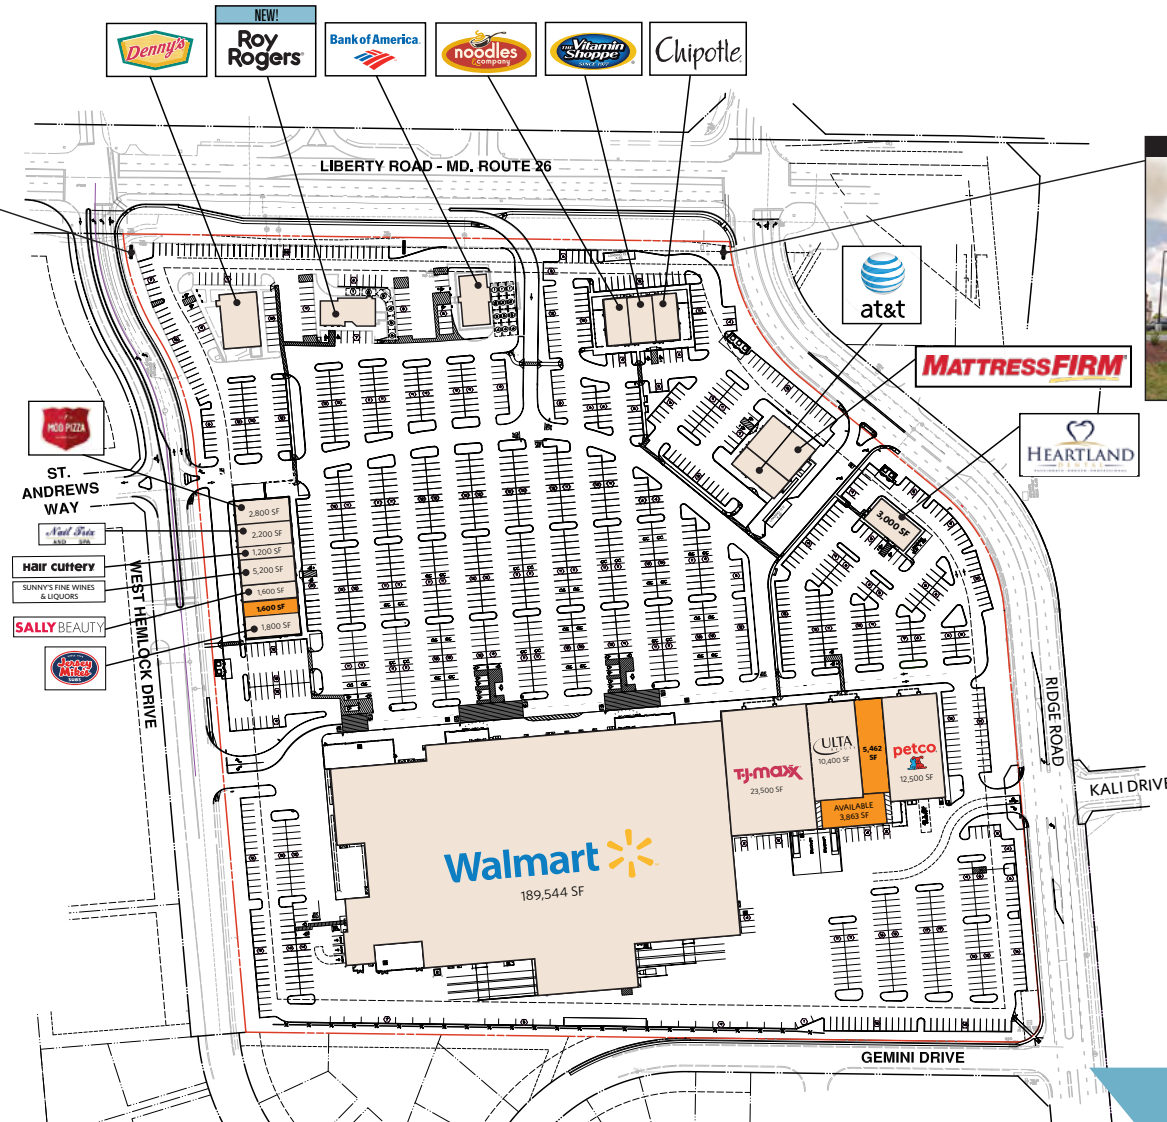 NEW!
Denny's
Roy
Rogers
Bank of America
noodles
& company
THE Vitamin
Shoppe
SINCE 1977
Chipotle
LIBERTY ROAD - MD. ROUTE 26
at&t
MATTRESSFIRM
HEARTLAND
DENTAL
3,000 SF
MOD PIZZA
ST.
ANDREWS
WAY
Nail Trix
AND SPA
Hair Cuttery
SUNNY'S FINE WINES
& LIQUORS
SALLY BEAUTY
Jersey
Mike's
SUBS
2,800 SF
2,200 SF
1,200 SF
5,200 SF
1,600 SF
1,600 SF
1,800 SF
WEST HEMLOCK DRIVE
RIDGE ROAD
KALI DRIVE
T.J.maxx
23,500 SF
ULTA
BEAUTY
10,400 SF
5,462
SF
petco
12,500 SF
AVAILABLE
3,863 SF
Walmart
189,544 SF
GEMINI DRIVE